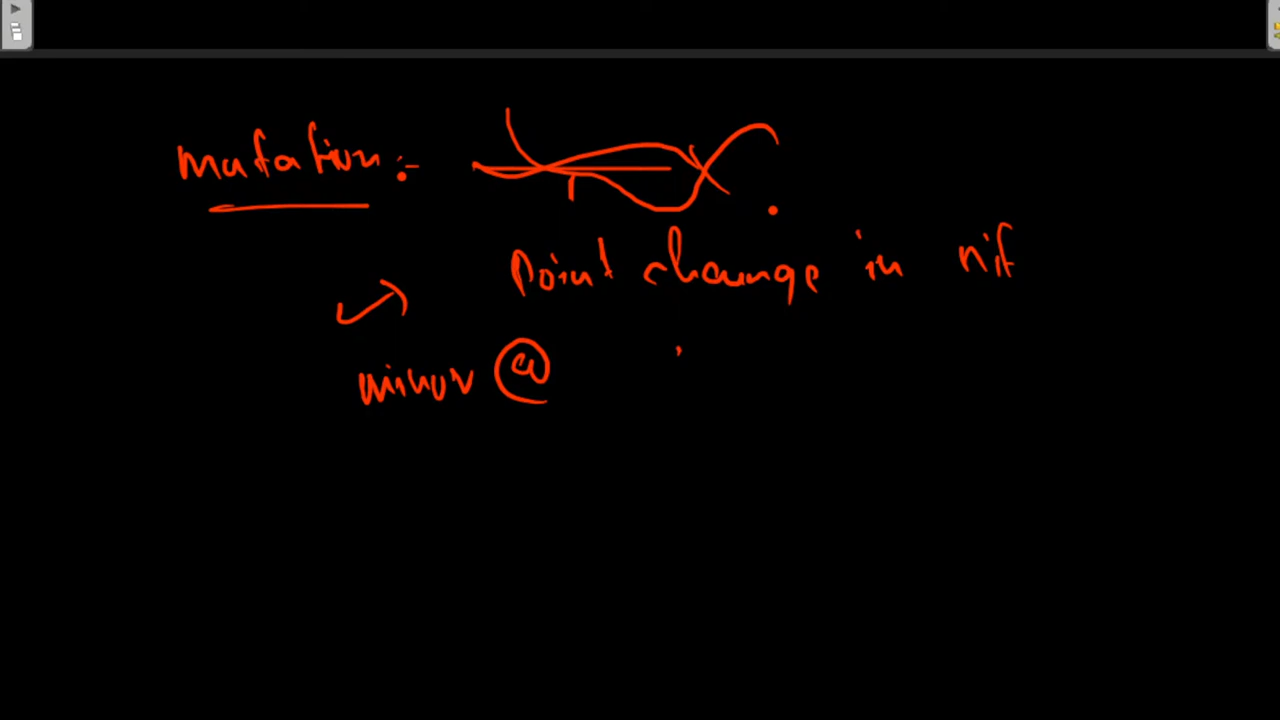 mutation :-
Point change in nit
minor @